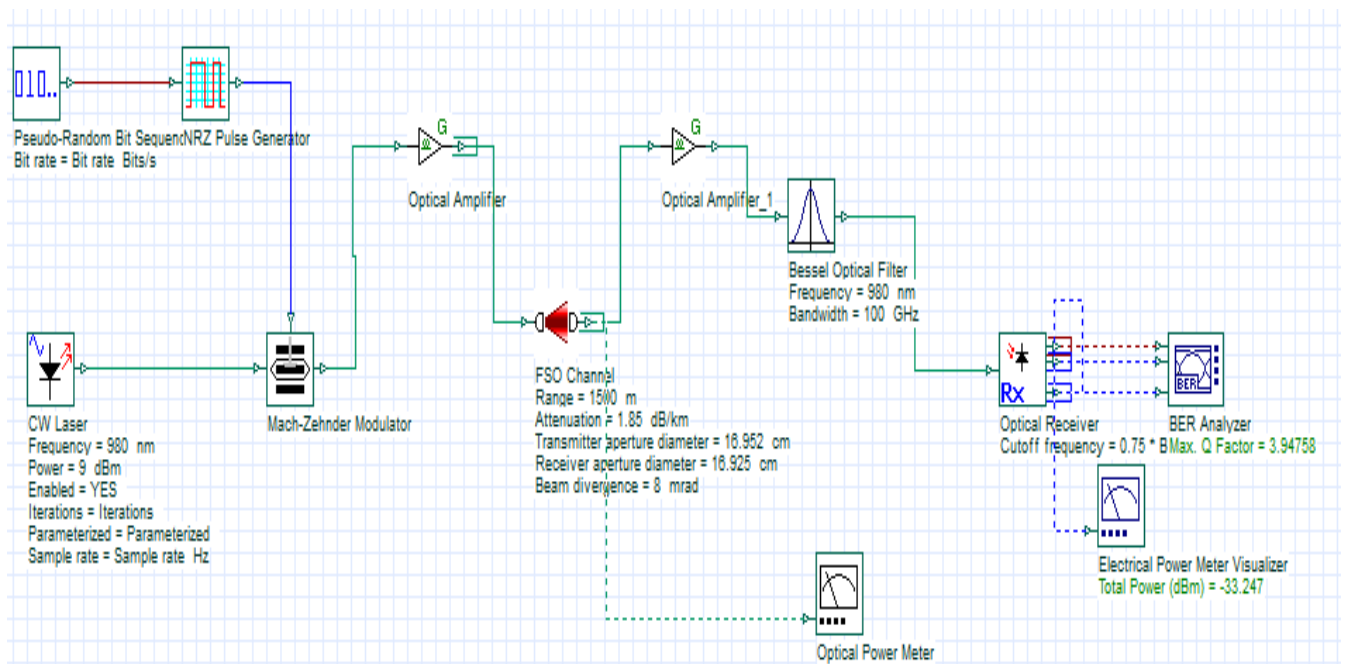 010..
Pseudo-Random Bit SequencNRZ Pulse Generator
Bit rate = Bit rate Bits/s
G
Optical Amplifier
G
Optical Amplifier_1
Bessel Optical Filter
Frequency = 980 nm
Bandwidth = 100 GHz
CW Laser
Frequency = 980 nm
Power = 9 dBm
Enabled = YES
Iterations = Iterations
Parameterized = Parameterized
Sample rate = Sample rate Hz
Mach-Zehnder Modulator
FSO Channel
Range = 1500 m
Attenuation = 1.85 dB/km
Transmitter aperture diameter = 16.952 cm
Receiver aperture diameter = 16.925 cm
Beam divergence = 8 mrad
Rx
Optical Receiver
Cutoff frequency = 0.75 * B
BER
BER Analyzer
Max. Q Factor = 3.94758
Electrical Power Meter Visualizer
Total Power (dBm) = -33.247
Optical Power Meter